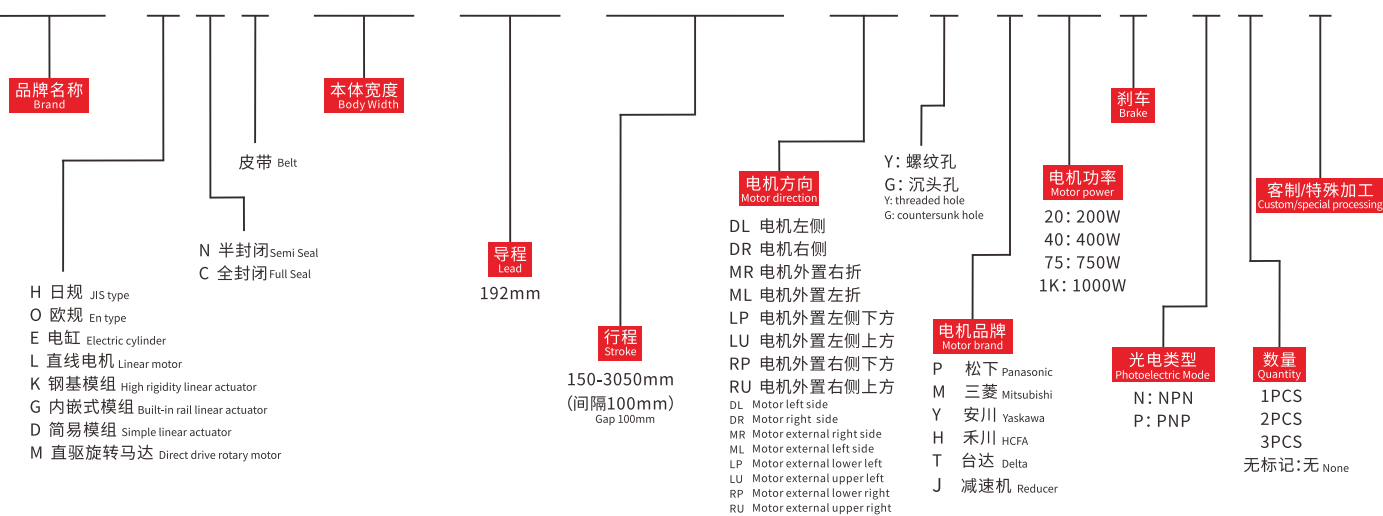 品牌名称
Brand
H 日规 JIS type
O 欧规 En type
E 电缸 Electric cylinder
L 直线电机 Linear motor
K 钢基模组 High rigidity linear actuator
G 内嵌式模组 Built-in rail linear actuator
D 简易模组 Simple linear actuator
M 直驱旋转马达 Direct drive rotary motor
N 半封闭 Semi Seal
C 全封闭 Full Seal
皮带 Belt
本体宽度
Body Width
导程
Lead
192mm
行程
Stroke
150-3050mm
(间隔100mm)
Gap 100mm
电机方向
Motor direction
DL 电机左侧
DR 电机右侧
MR 电机外置右折
ML 电机外置左折
LP 电机外置左侧下方
LU 电机外置左侧上方
RP 电机外置右侧下方
RU 电机外置右侧上方
DL Motor left side
DR Motor right side
MR Motor external right side
ML Motor external left side
LP Motor external lower left
LU Motor external upper left
RP Motor external lower right
RU Motor external upper right
Y：螺纹孔
G：沉头孔
Y: threaded hole
G: countersunk hole
电机品牌
Motor brand
P 松下 Panasonic
M 三菱 Mitsubishi
Y 安川 Yaskawa
H 禾川 HCFA
T 台达 Delta
J 减速机 Reducer
电机功率
Motor power
20：200W
40：400W
75：750W
1K：1000W
刹车
Brake
光电类型
Photoelectric Mode
N：NPN
P：PNP
数量
Quantity
1PCS
2PCS
3PCS
无标记：无 None
客制/特殊加工
Custom/special processing